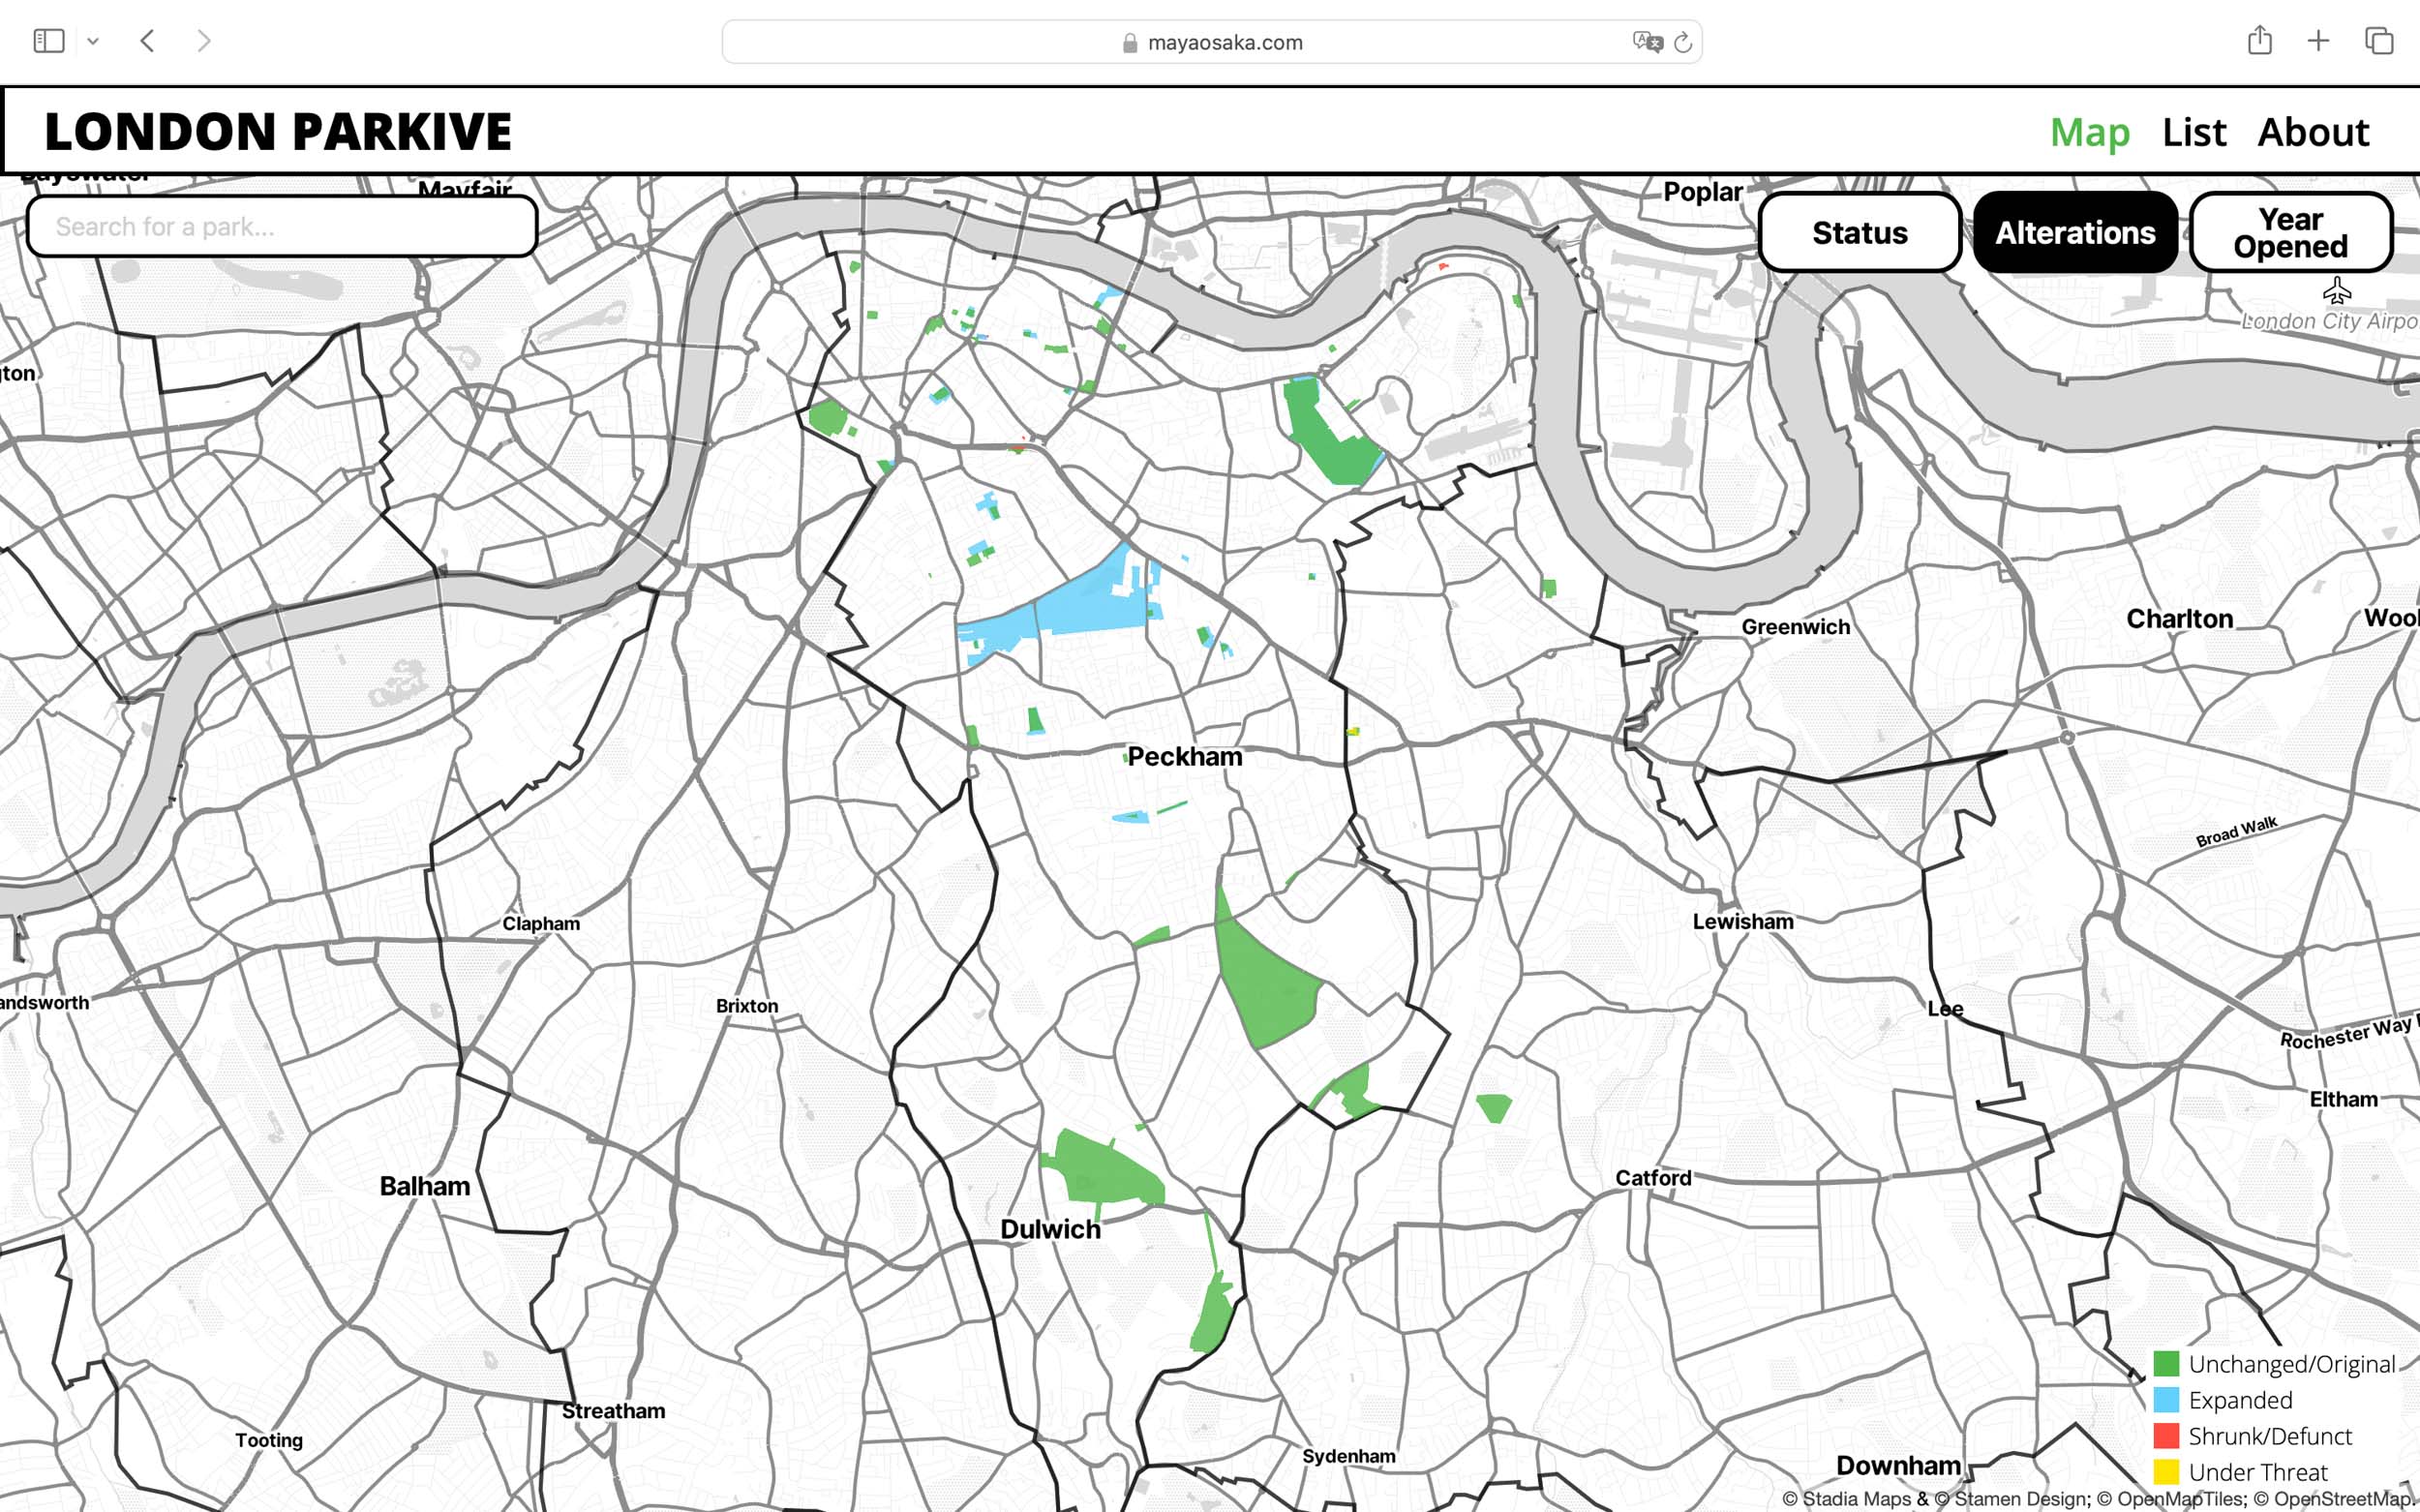 mayaosaka.com
LONDON PARKIVE
Map List About
Mayfair
Poplar
Search for a park...
Status
Alterations
Year
Opened
London City Airpo
ton
Greenwich
Charlton
Wool
Peckham
Broad Walk
Clapham
Lewisham
andsworth
Brixton
Lee
Rochester Way
Eltham
Balham
Catford
Dulwich
Unchanged/Original
Expanded
Streatham
Shrunk/Defunct
Tooting
Sydenham
Downham
Under Threat
© Stadia Maps & © Stamen Design; © OpenMapTiles; © OpenStreetMap,